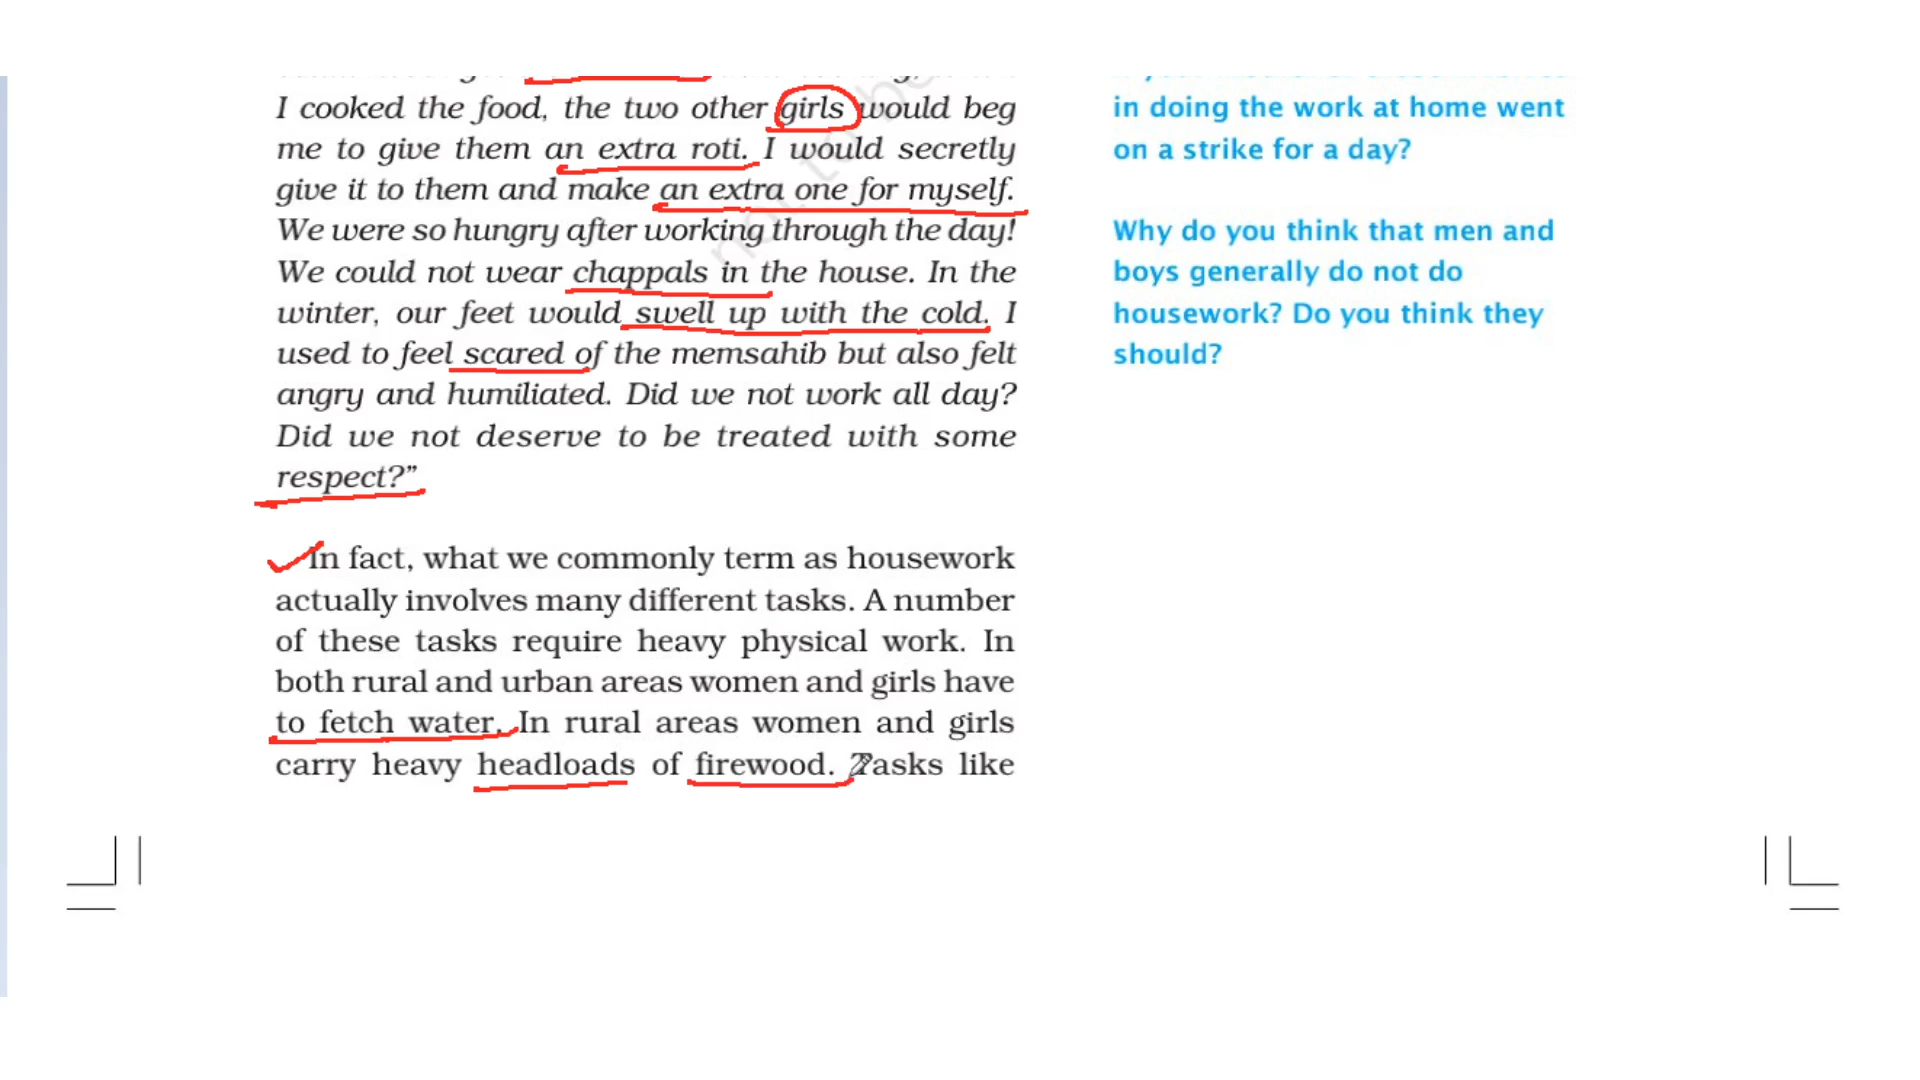 I cooked the food, the two other girls would beg
me to give them an extra roti. I would secretly
give it to them and make an extra one for myself.
We were so hungry after working through the day!
We could not wear chappals in the house. In the
winter, our feet would swell up with the cold. I
used to feel scared of the memsahib but also felt
angry and humiliated. Did we not work all day?
Did we not deserve to be treated with some
respect?”
In fact, what we commonly term as housework
actually involves many different tasks. A number
of these tasks require heavy physical work. In
both rural and urban areas women and girls have
to fetch water. In rural areas women and girls
carry heavy headloads of firewood. Tasks like
in doing the work at home went
on a strike for a day?
Why do you think that men and
boys generally do not do
housework? Do you think they
should?
not to be